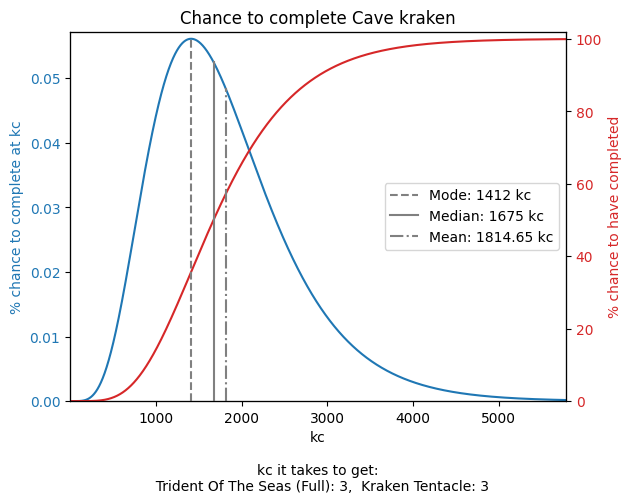 Chance to complete Cave kraken
% chance to complete at kc
0.05
0.04
0.03
0.02
0.01
0.00
Mode: 1412 kc
Median: 1675 kc
Mean: 1814.65 kc
100
80
60
40
20
0
% chance to have completed
1000 2000 3000 4000 5000
kc
kc it takes to get:
Trident Of The Seas (Full): 3, Kraken Tentacle: 3